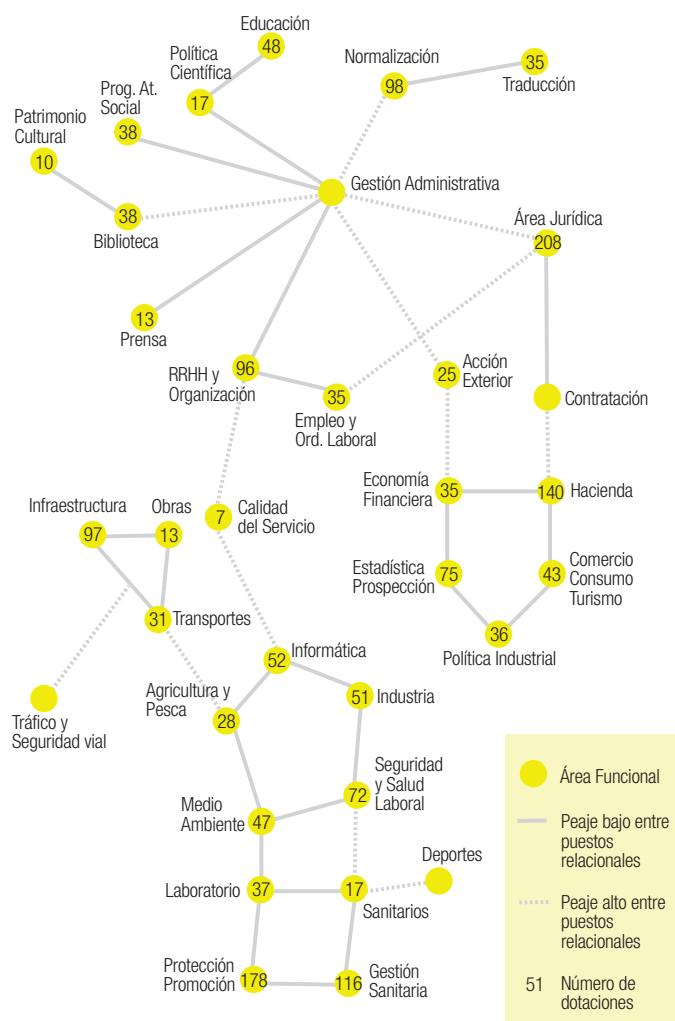 Educación
48
Política
Científica
17
Normalización
98
35
Traducción
Prog. At.
Social
38
Patrimonio
Cultural
10
38
Biblioteca
Gestión Administrativa
Área Jurídica
208
13
Prensa
96
RRHH y
Organización
35
Empleo y
Ord. Laboral
25
Acción
Exterior
Contratación
Economía
Financiera
35
140
Hacienda
Infraestructura
97
Obras
13
7
Calidad
del Servicio
Estadística
Prospección
75
43
Comercio
Consumo
Turismo
31
Transportes
36
Política Industrial
52
Informática
Agricultura y
Pesca
28
51
Industria
Tráfico y
Seguridad vial
Seguridad
y Salud
Laboral
72
Medio
Ambiente
47
Deportes
Laboratorio
37
17
Sanitarios
Protección
Promoción
178
116
Gestión
Sanitaria
Área Funcional
Peaje bajo entre
puestos
relacionales
Peaje alto entre
puestos
relacionales
51
Número de
dotaciones